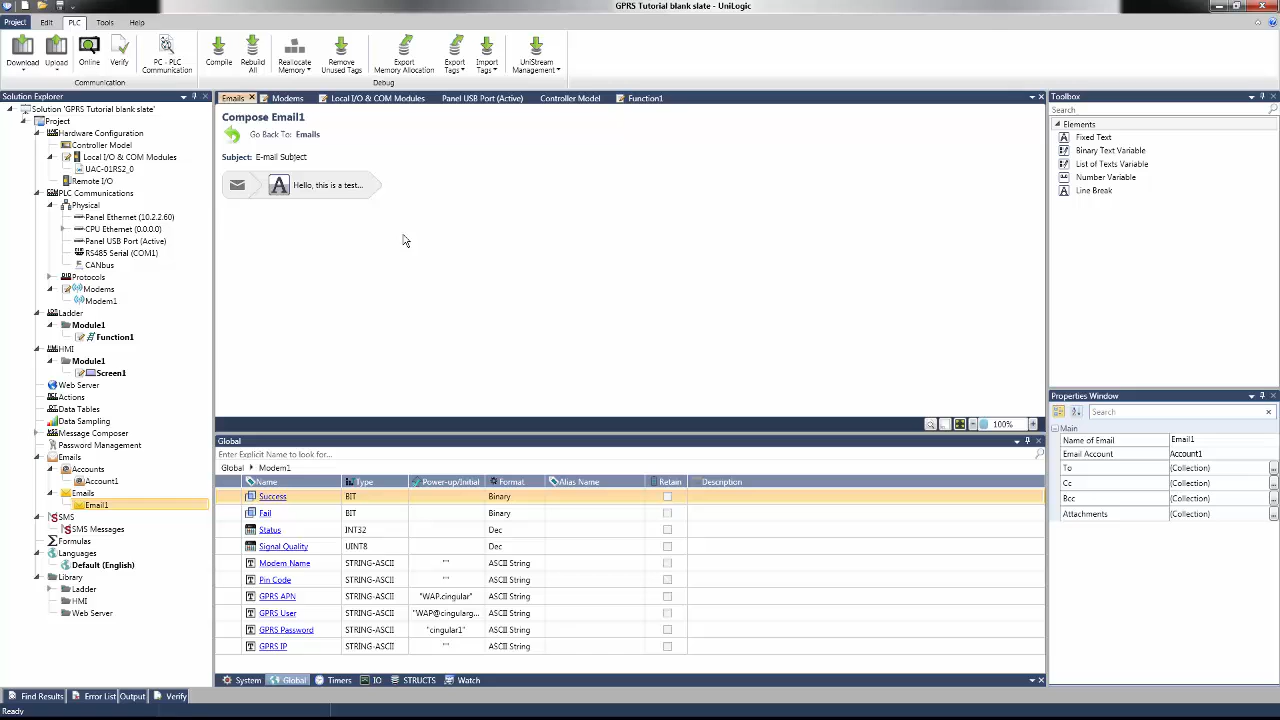 GPRS Tutorial blank slate - UniLogic
Project Edit PLC Tools Help
Download Upload Online Verify PC - PLC Communication Compile Rebuild All Reallocate Memory Remove Unused Tags Export Memory Allocation Export Tags Import Tags UniStream Management
Communication Debug
Solution Explorer
Solution 'GPRS Tutorial blank slate'
Project
Hardware Configuration
Controller Model
Local I/O & COM Modules
UAC-01RS2_0
Remote I/O
PLC Communications
Physical
Panel Ethernet (10.2.2.60)
CPU Ethernet (0.0.0.0)
Panel USB Port (Active)
RS485 Serial (COM1)
CANbus
Protocols
Modems
Modem1
Ladder
Module1
Function1
HMI
Module1
Screen1
Web Server
Actions
Data Tables
Data Sampling
Message Composer
Password Management
Emails
Accounts
Account1
Emails
Email1
SMS
SMS Messages
Formulas
Languages
Default (English)
Library
Ladder
HMI
Web Server
Emails Modems Local I/O & COM Modules Panel USB Port (Active) Controller Model Function1
Compose Email1
Go Back To: Emails
Subject: E-mail Subject
A Hello, this is a test...
100%
Global
Enter Explicit Name to look for...
Global Modem1
Name Type Power-up/Initial Format Alias Name Retain Description
Success BIT Binary
Fail BIT Binary
Status INT32 Dec
Signal Quality UINT8 Dec
Modem Name STRING-ASCII "" ASCII String
Pin Code STRING-ASCII "" ASCII String
GPRS APN STRING-ASCII "WAP.cingular" ASCII String
GPRS User STRING-ASCII "WAP@cingularg... ASCII String
GPRS Password STRING-ASCII "cingular1" ASCII String
GPRS IP STRING-ASCII "" ASCII String
System Global Timers IO STRUCTS Watch
Toolbox
Search
Elements
Fixed Text
Binary Text Variable
List of Texts Variable
Number Variable
Line Break
Properties Window
Search
Main
Name of Email Email1
Email Account Account1
To (Collection)
Cc (Collection)
Bcc (Collection)
Attachments (Collection)
Find Results Error List Output Verify
Ready